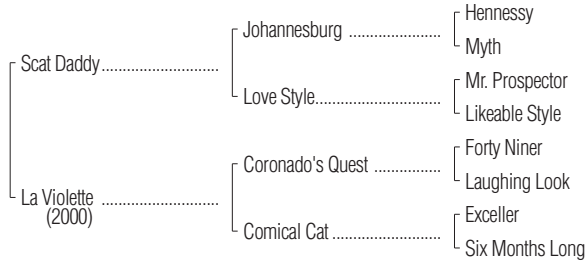 Hennessy
Johannesburg ....................
Myth
Scat Daddy..........................
Mr. Prospector
Love Style...........................
Likeable Style
Forty Niner
Coronado's Quest ..............
Laughing Look
La Violette ..........................
(2000)
Exceller
Comical Cat ........................
Six Months Long